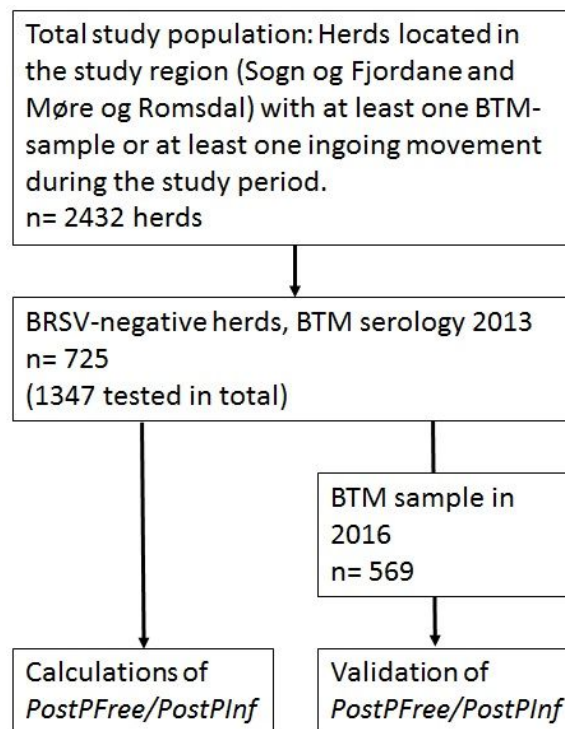 Total study population: Herds located in
the study region (Sogn og Fjordane and
Møre og Romsdal) with at least one BTM-
sample or at least one ingoing movement
during the study period.
n= 2432 herds
BRSV-negative herds, BTM serology 2013
n= 725
(1347 tested in total)
BTM sample in
2016
n= 569
Calculations of
PostPFree/PostPInf
Validation of
PostPFree/PostPInf